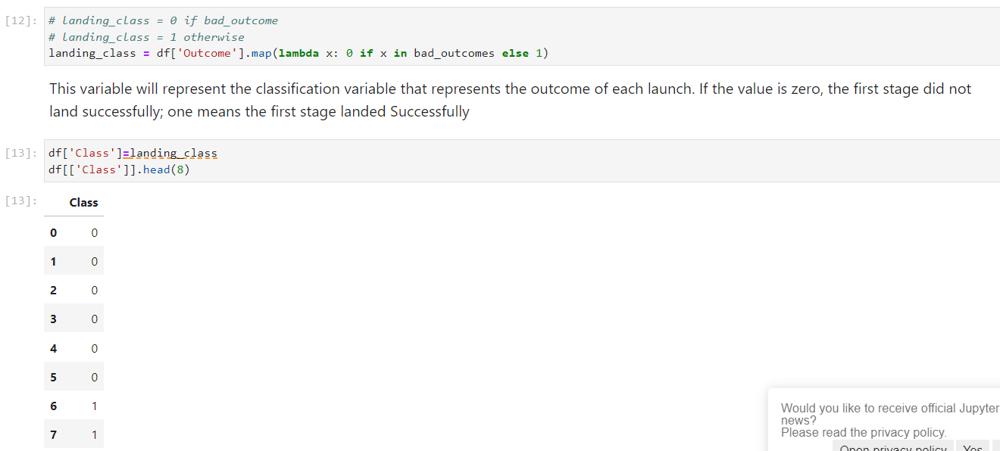 [12]: # landing_class = 0 if bad_outcome
# landing_class = 1 otherwise
landing_class = df['Outcome'].map(lambda x: 0 if x in bad_outcomes else 1)
This variable will represent the classification variable that represents the outcome of each launch. If the value is zero, the first stage did not
land successfully; one means the first stage landed Successfully
[13]: df['Class']=landing_class
df[['Class']].head(8)
[13]: Class
0 0
1 0
2 0
3 0
4 0
5 0
6 1
7 1
Would you like to receive official Jupyter
news?
Please read the privacy policy.
Open privacy policy Yes